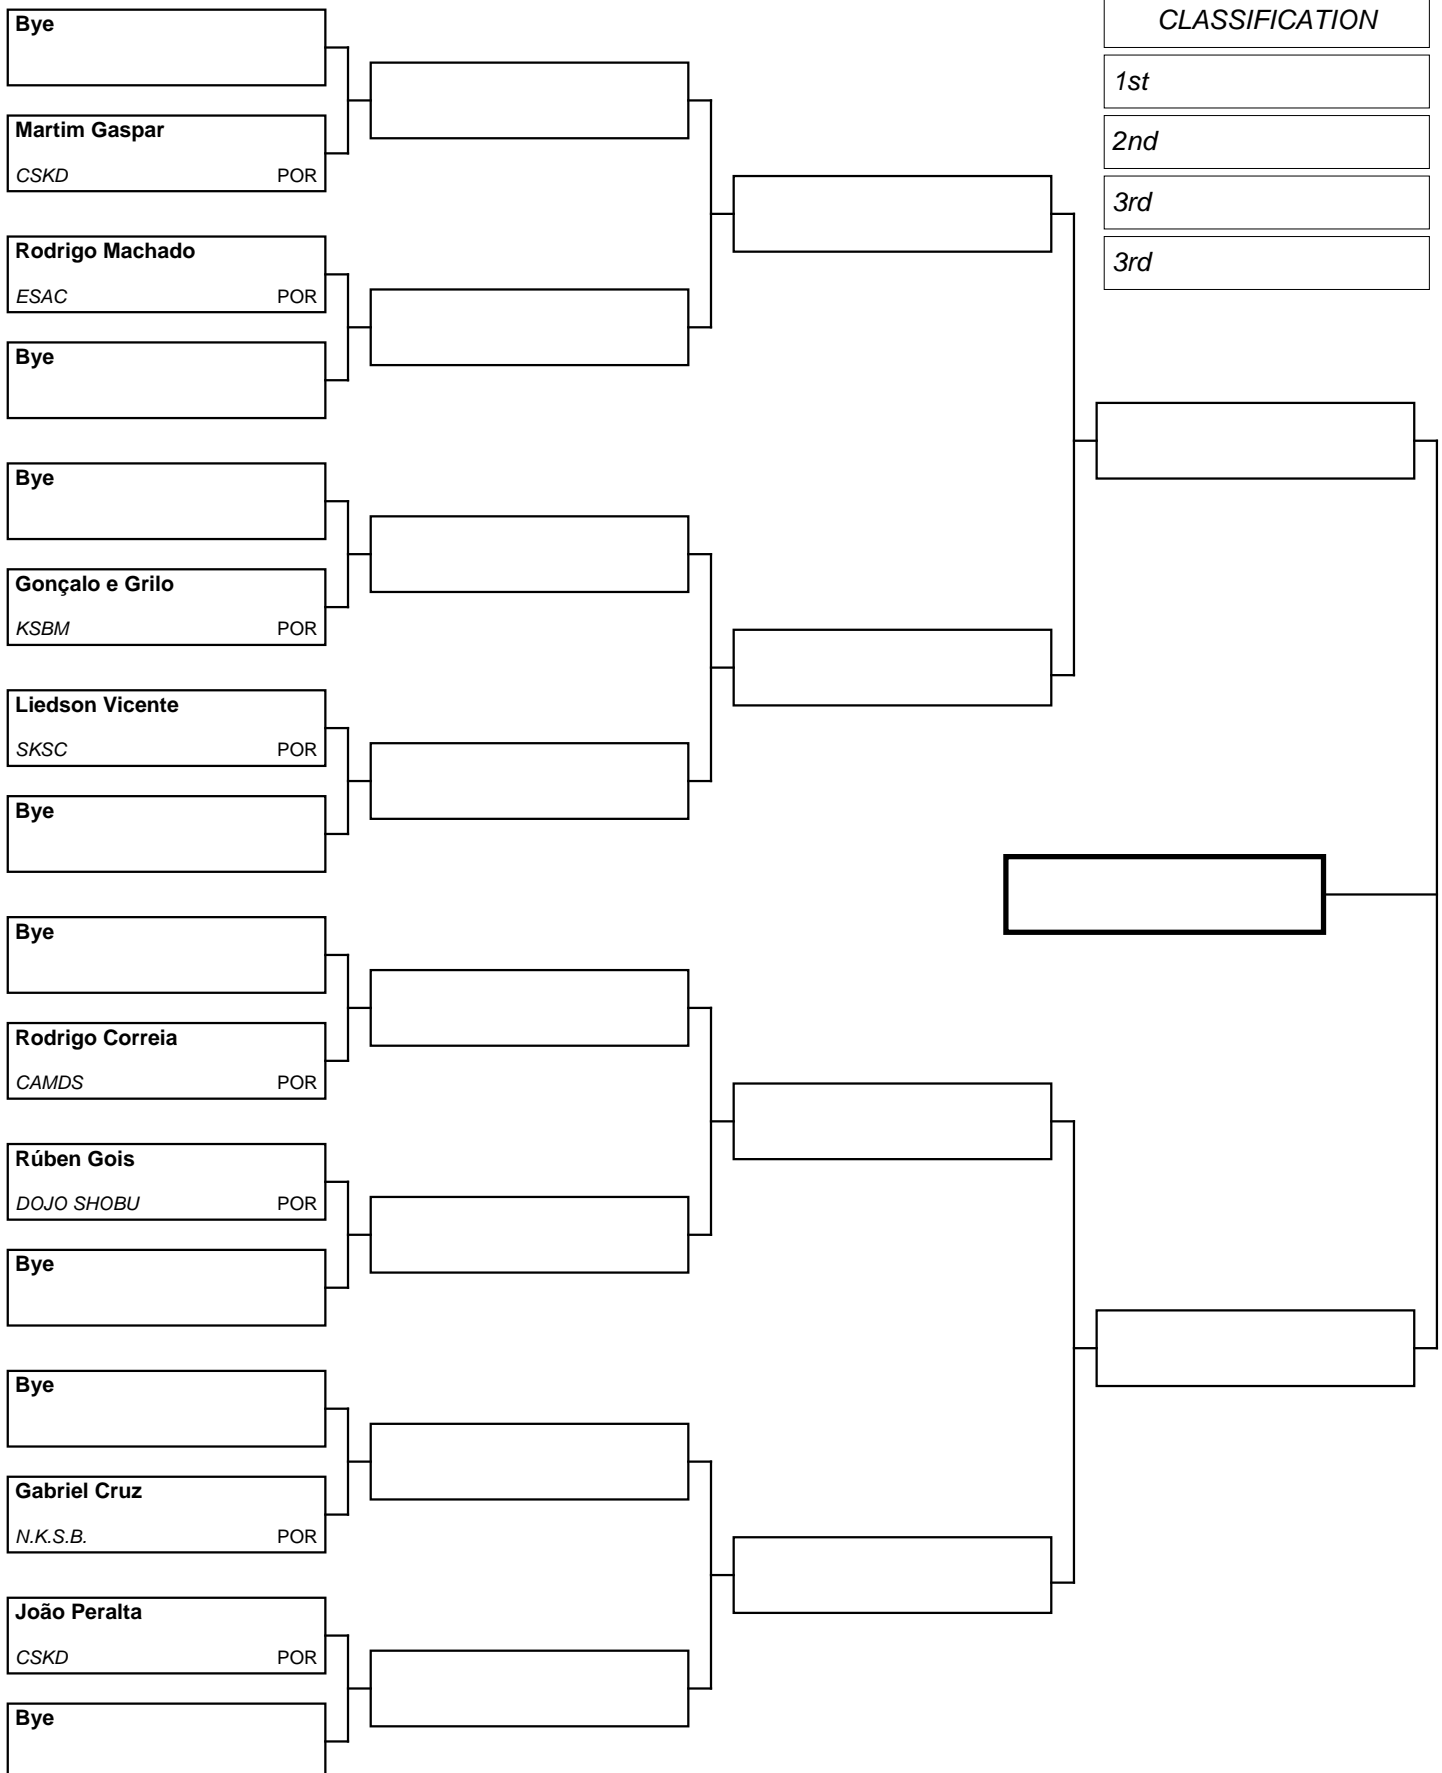 Bye
Martim Gaspar
CSKD POR
Rodrigo Machado
ESAC POR
Bye
Bye
Gonçalo e Grilo
KSBM POR
Liedson Vicente
SKSC POR
Bye
Bye
Rodrigo Correia
CAMDS POR
Rúben Gois
DOJO SHOBU POR
Bye
Bye
Gabriel Cruz
N.K.S.B. POR
João Peralta
CSKD POR
Bye
CLASSIFICATION
1st
2nd
3rd
3rd